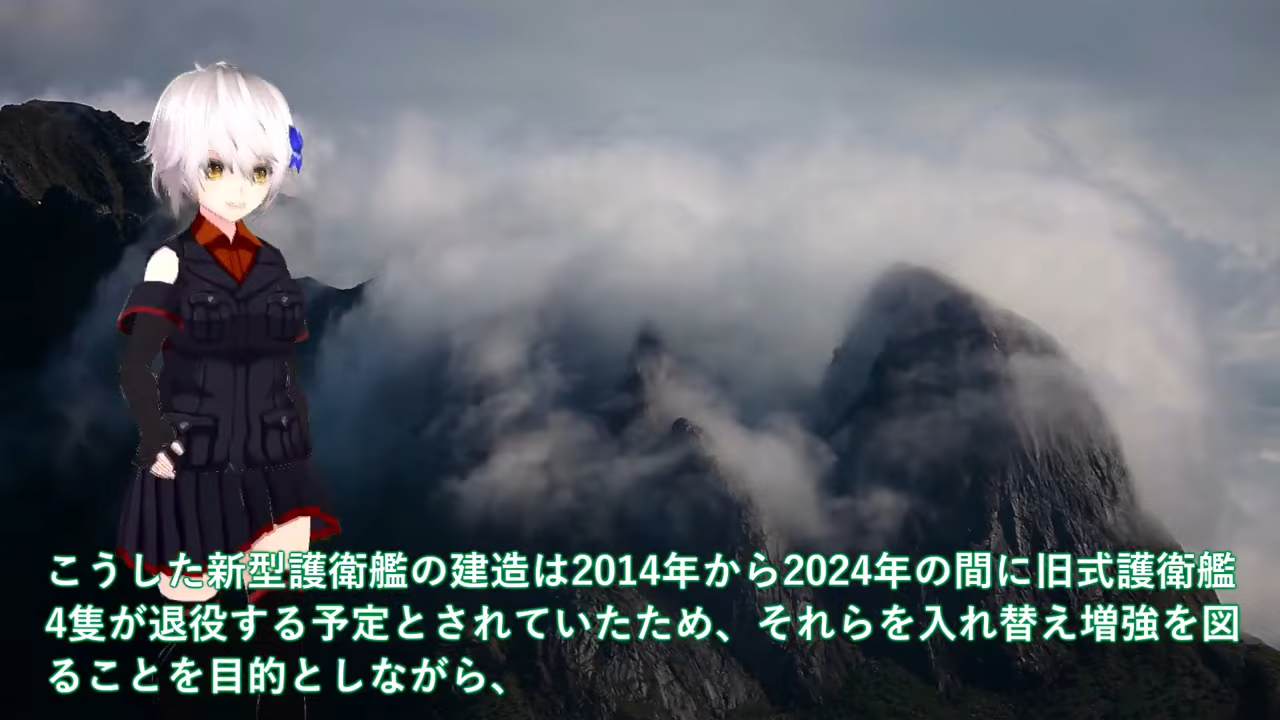 こうした新型護衛艦の建造は2014年から2024年の間に旧式護衛艦
4隻が退役する予定とされていたため、それらを入れ替え増強を図
ることを目的としながら、